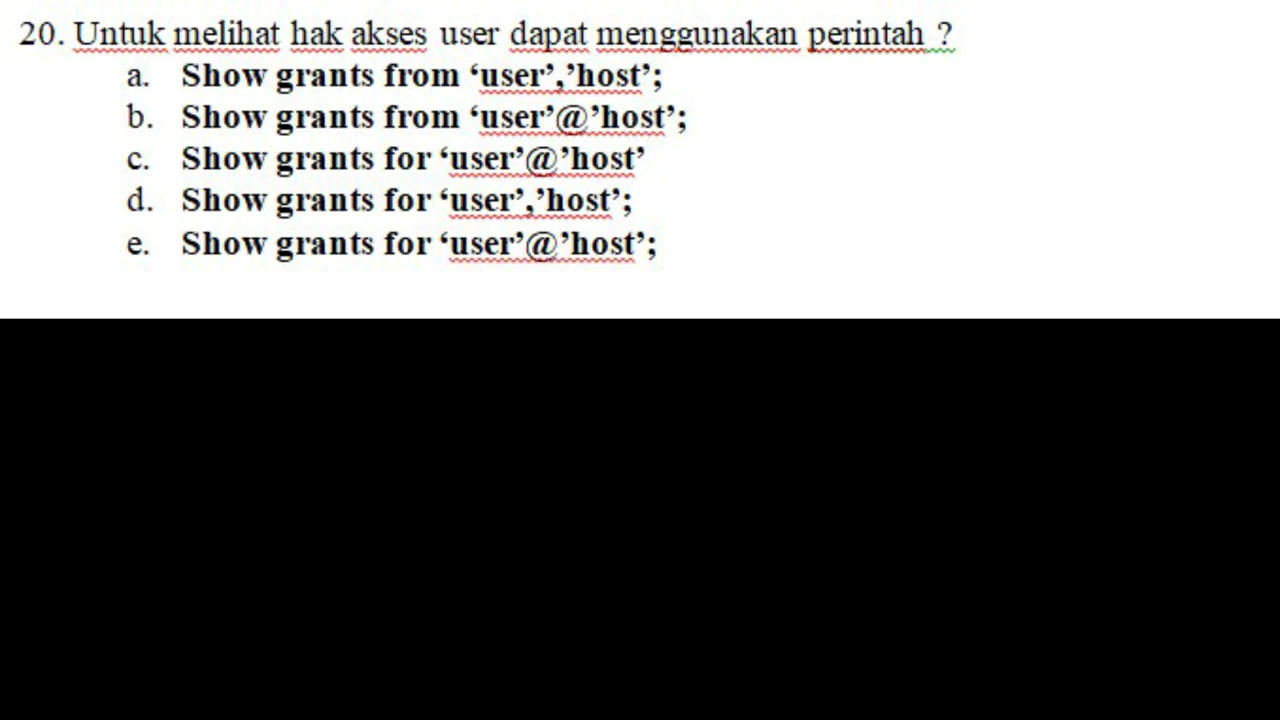 20. Untuk melihat hak akses user dapat menggunakan perintah ?
a. Show grants from ‘user’,’host’;
b. Show grants from ‘user’@’host’;
c. Show grants for ‘user’@’host’
d. Show grants for ‘user’,’host’;
e. Show grants for ‘user’@’host’;